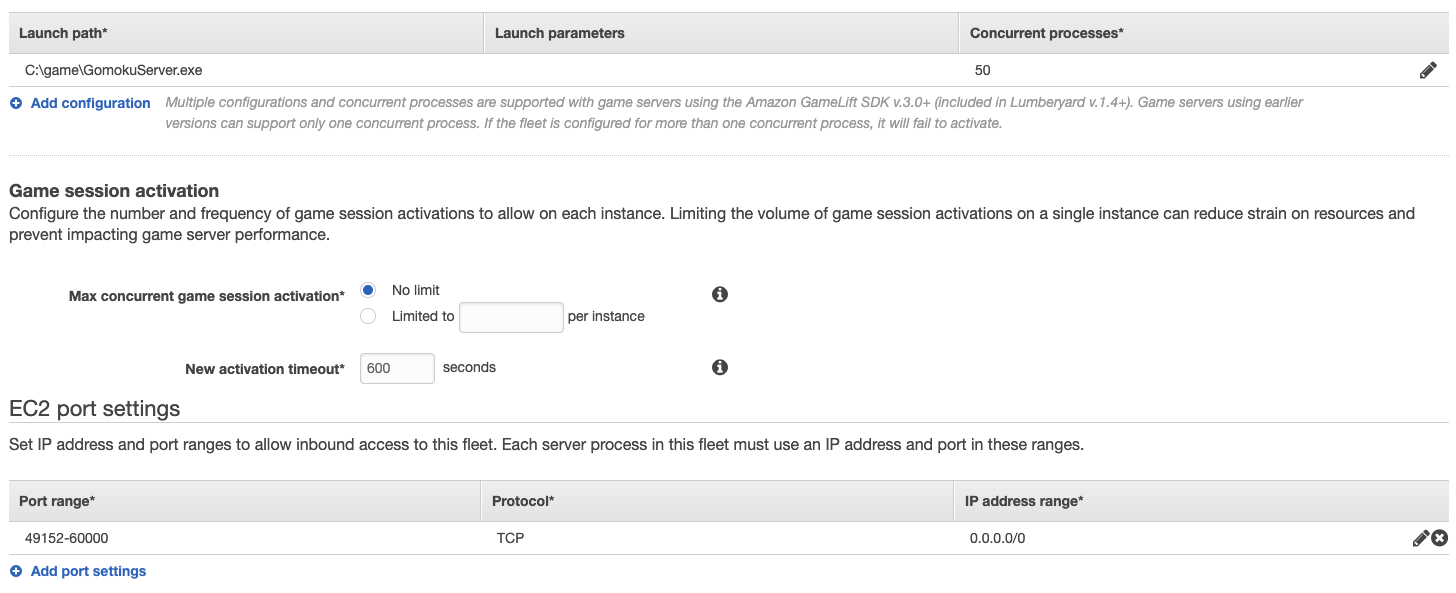 Launch path* Launch parameters Concurrent processes*
C:\game\GomokuServer.exe 50
Add configuration Multiple configurations and concurrent processes are supported with game servers using the Amazon GameLift SDK v.3.0+ (included in Lumberyard v.1.4+). Game servers using earlier
versions can support only one concurrent process. If the fleet is configured for more than one concurrent process, it will fail to activate.
Game session activation
Configure the number and frequency of game session activations to allow on each instance. Limiting the volume of game session activations on a single instance can reduce strain on resources and
prevent impacting game server performance.
Max concurrent game session activation* No limit
Limited to per instance
New activation timeout* 600 seconds
EC2 port settings
Set IP address and port ranges to allow inbound access to this fleet. Each server process in this fleet must use an IP address and port in these ranges.
Port range* Protocol* IP address range*
49152-60000 TCP 0.0.0.0/0
Add port settings